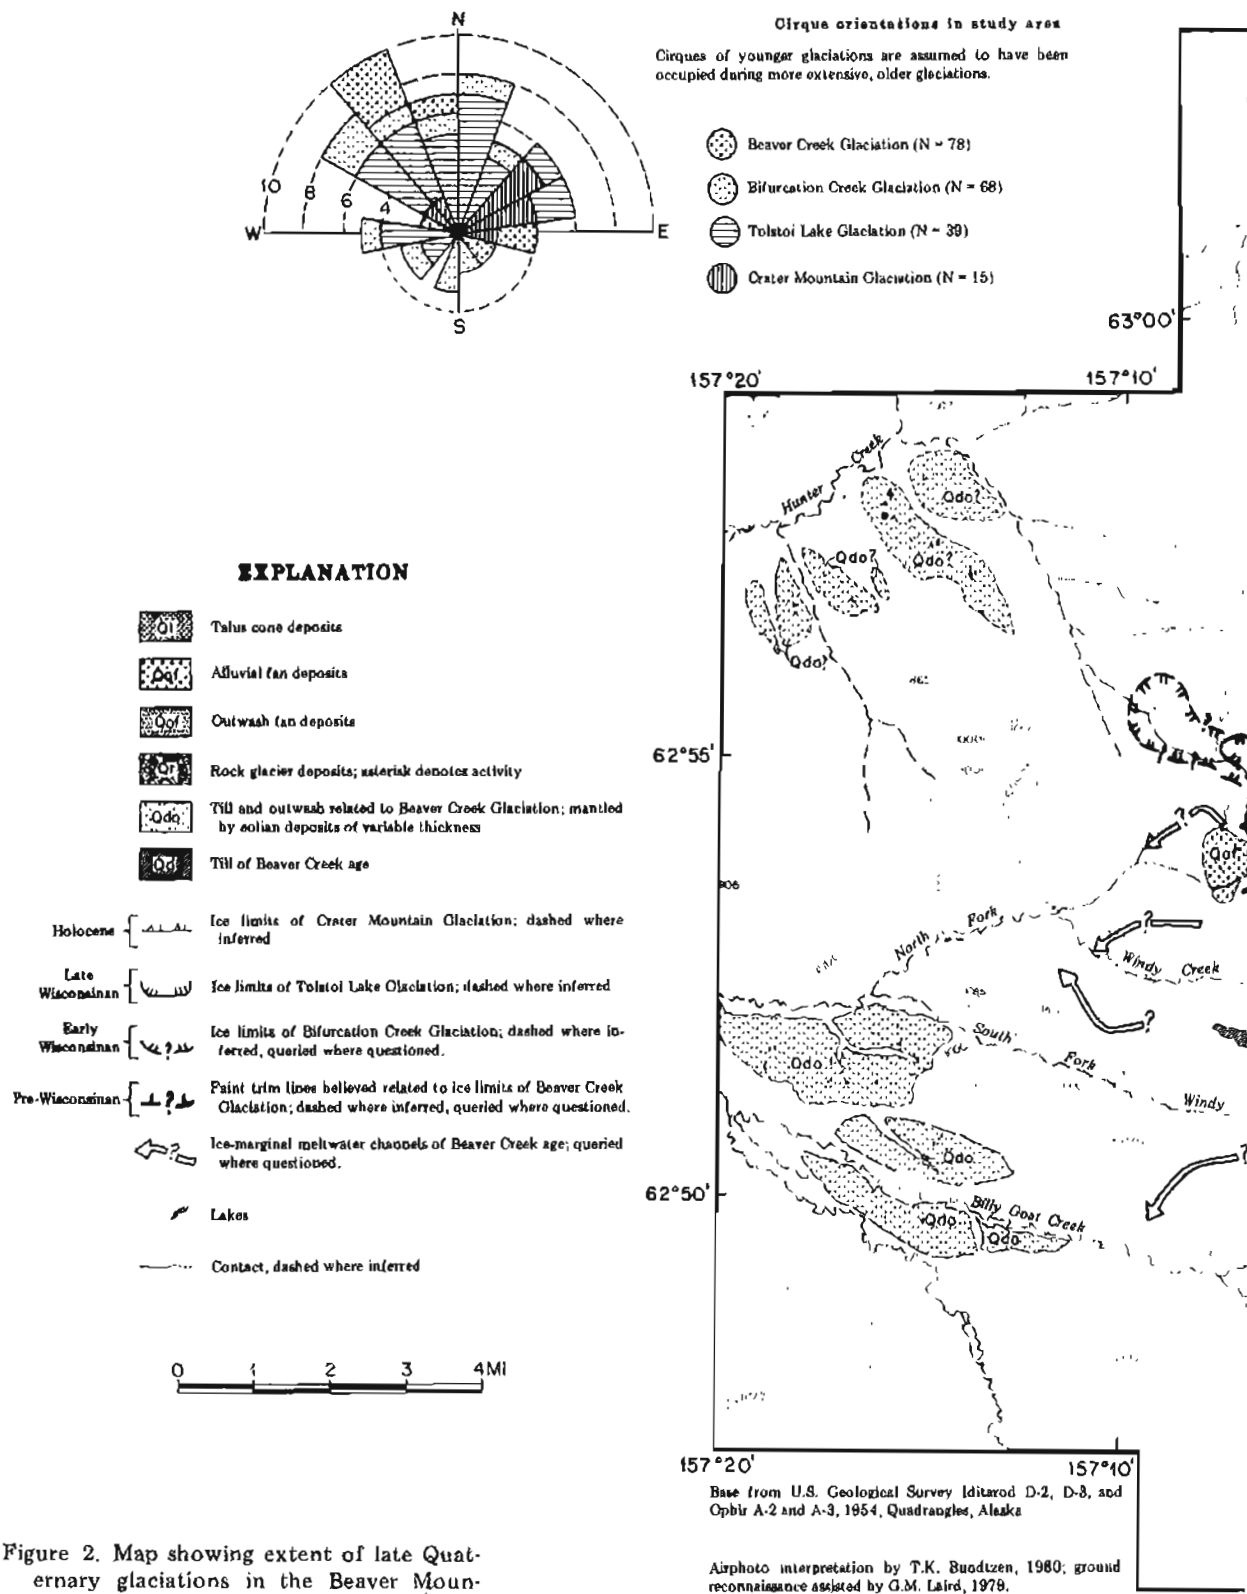 N
Cirque orientations in study area
Cirques of younger glaciations are assumed to have been
occupied during more extensive, older glaciations.
Beaver Creek Glaciation (N - 78)
Bifurcation Creek Glaciation (N = 68)
Tolstoi Lake Glaciation (N - 39)
Crater Mountain Glaciation (N - 15)
10
8
6
4
W
E
S
63°00'
157°20'
157°10'
Hunter Creek
Qdo?
Qdo?
Qdo?
Qdo?
62°55'
Qaf
North Fork
Windy Creek
South Fork
Windy
Qdo
Qdo
Qdo
Qdo
Billy Goat Creek
62°50'
?
?
?
?
157°20'
157°10'
EXPLANATION
Talus cone deposits
Qaf Alluvial fan deposits
Qof Outwash fan deposits
Qr Rock glacier deposits; asterisk denotes activity
Qdo Till and outwash related to Beaver Creek Glaciation; mantled
by eolian deposits of variable thickness
Qd Till of Beaver Creek age
Holocene Ice limits of Crater Mountain Glaciation; dashed where
inferred
Late
Wisconsinan Ice limits of Tolstoi Lake Glaciation; dashed where inferred
Early
Wisconsinan Ice limits of Bifurcation Creek Glaciation; dashed where in-
ferred, queried where questioned.
Pre-Wisconsinan Faint trim lines believed related to ice limits of Beaver Creek
Glaciation; dashed where inferred, queried where questioned.
Ice-marginal meltwater channels of Beaver Creek age; queried
where questioned.
Lakes
Contact, dashed where inferred
0 1 2 3 4 MI
Base from U.S. Geological Survey Iditarod D-2, D-3, and
Ophir A-2 and A-3, 1954, Quadrangles, Alaska
Airphoto interpretation by T.K. Bundtzen, 1980; ground
reconnaissance assisted by G.M. Laird, 1979.
Figure 2. Map showing extent of late Quat-
ernary glaciations in the Beaver Moun-